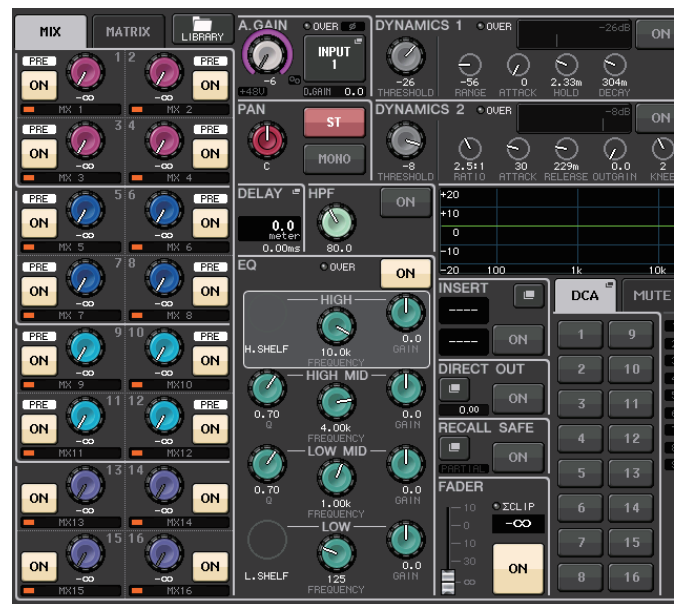 MIX
MATRIX
LIBRARY
PRE 1 2 PRE
ON -∞ -∞ ON
MX 1 MX 2
PRE 3 4 PRE
ON -∞ -∞ ON
MX 3 MX 4
PRE 5 6 PRE
ON -∞ -∞ ON
MX 5 MX 6
PRE 7 8 PRE
ON -∞ -∞ ON
MX 7 MX 8
PRE 9 10 PRE
ON -∞ -∞ ON
MX 9 MX10
PRE 11 12 PRE
ON -∞ -∞ ON
MX11 MX12
13 14
ON -∞ -∞ ON
MX13 MX14
15 16
ON -∞ -∞ ON
MX15 MX16
A.GAIN OVER
INPUT
1
-6
+48V D.GAIN 0.0
PAN
ST
MONO
C
DELAY
0.0
meter
0.00ms
HPF
ON
80.0
EQ OVER ON
HIGH
H.SHELF 10.0k 0.0
FREQUENCY GAIN
HIGH MID
0.70 4.00k 0.0
Q FREQUENCY GAIN
LOW MID
0.70 1.00k 0.0
Q FREQUENCY GAIN
LOW
L.SHELF 125 0.0
FREQUENCY GAIN
DYNAMICS 1 OVER -26dB ON
-26 -56 0 2.33m 304m
THRESHOLD RANGE ATTACK HOLD DECAY
DYNAMICS 2 OVER -8dB ON
-8 2.5:1 30 229m 0.0 2
THRESHOLD RATIO ATTACK RELEASE OUTGAIN KNEE
+20
+10
0
-10
-20 100 1k 10k
INSERT
----
---- ON
DIRECT OUT
0.00 ON
RECALL SAFE
PARTIAL ON
FADER
10
0
10
30
∞
ΣCLIP
-∞
ON
DCA MUTE
1 9
2 10
3 11
4 12
5 13
6 14
7 15
8 16